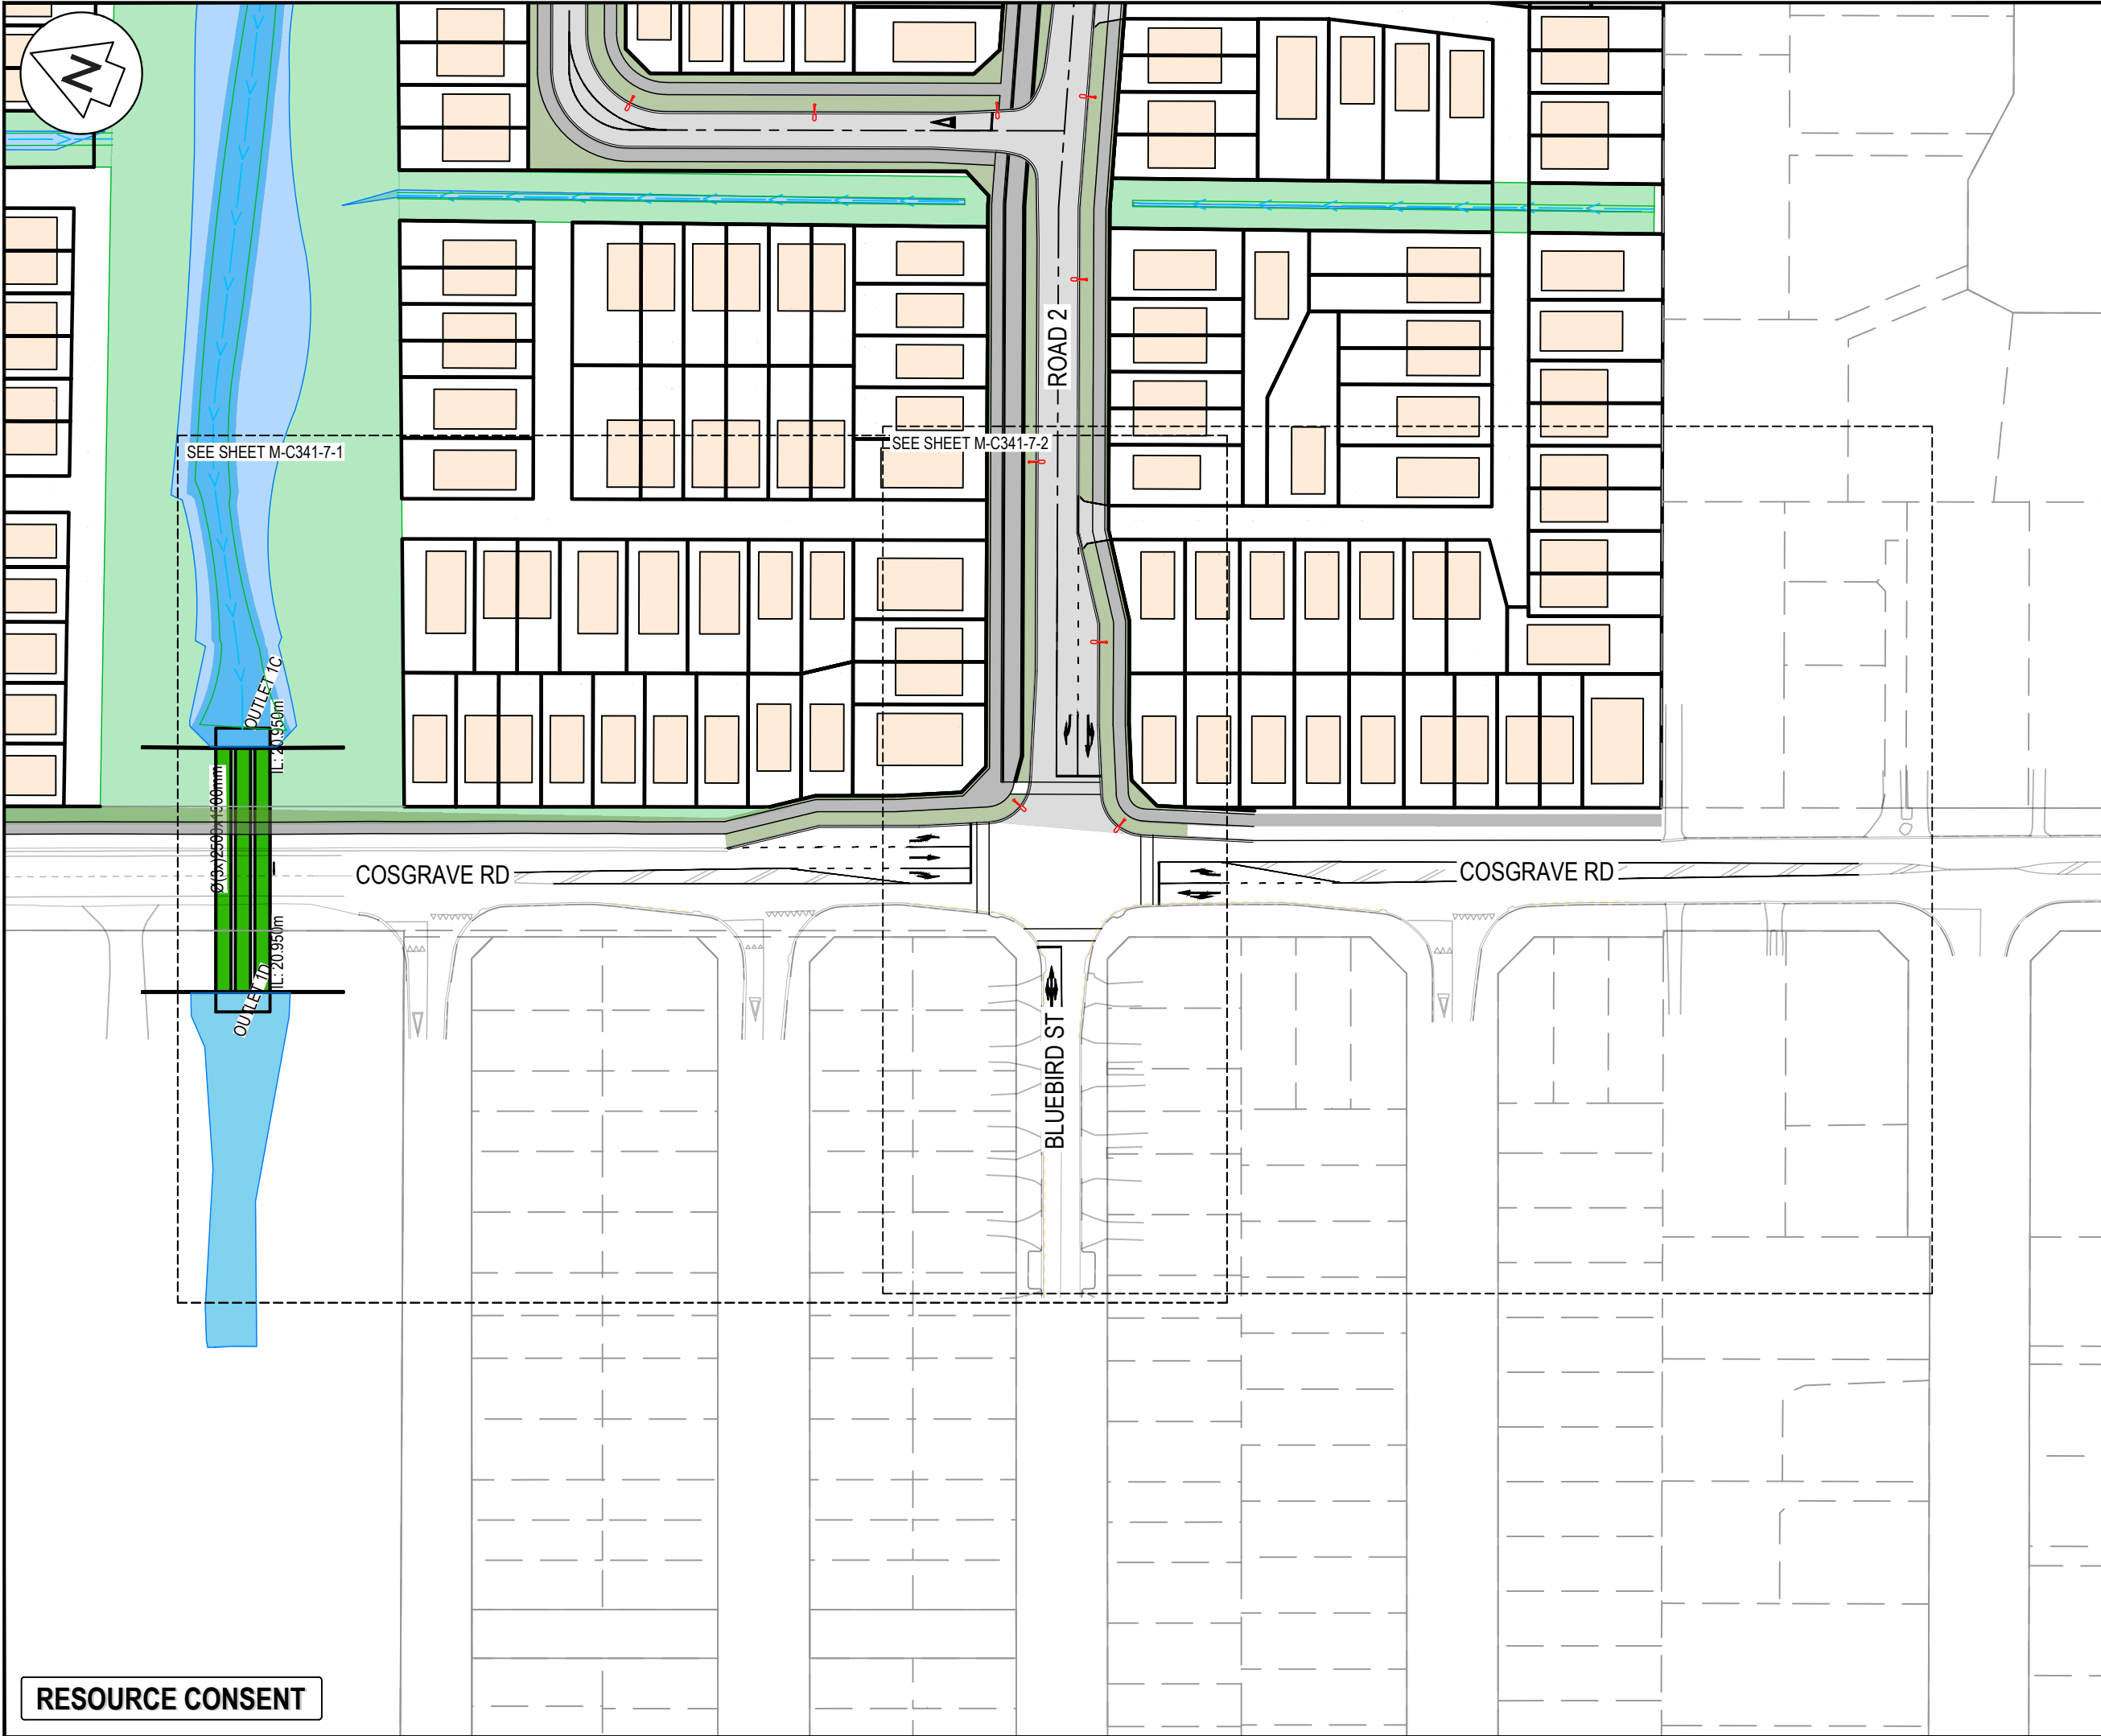 N
ROAD 2
SEE SHEET M-C341-7-1
SEE SHEET M-C341-7-2
OUTLET 1C
IL: 20.950m
Ø(3x)2500x1500mm
COSGRAVE RD
COSGRAVE RD
OUTLET 1D
IL: 20.950m
BLUEBIRD ST
RESOURCE CONSENT